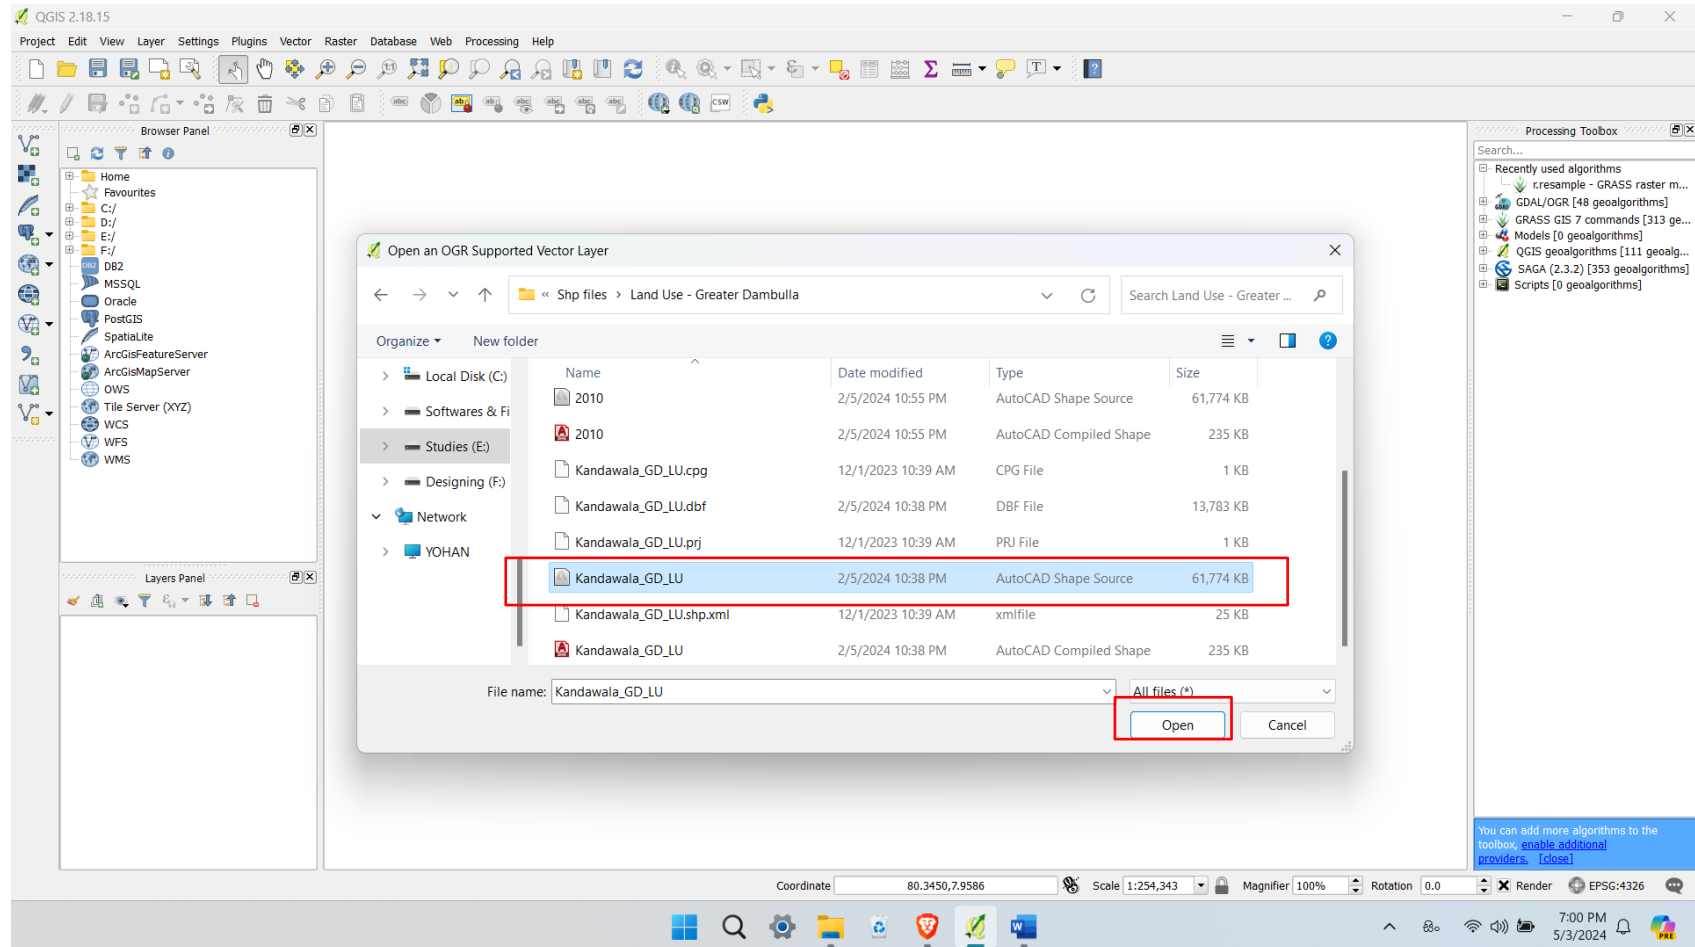 QGIS 2.18.15
Project Edit View Layer Settings Plugins Vector Raster Database Web Processing Help
Browser Panel
Home
Favourites
C:/
D:/
E:/
F:/
DB2
MSSQL
Oracle
PostGIS
SpatiaLite
ArcGisFeatureServer
ArcGisMapServer
OWS
Tile Server (XYZ)
WCS
WFS
WMS
Layers Panel
Open an OGR Supported Vector Layer
« Shp files > Land Use - Greater Dambulla
Search Land Use - Greater ...
Organize New folder
Local Disk (C:)
Softwares & Fi
Studies (E:)
Designing (F:)
Network
YOHAN
Name Date modified Type Size
2010 2/5/2024 10:55 PM AutoCAD Shape Source 61,774 KB
2010 2/5/2024 10:55 PM AutoCAD Compiled Shape 235 KB
Kandawala_GD_LU.cpg 12/1/2023 10:39 AM CPG File 1 KB
Kandawala_GD_LU.dbf 2/5/2024 10:38 PM DBF File 13,783 KB
Kandawala_GD_LU.prj 12/1/2023 10:39 AM PRJ File 1 KB
Kandawala_GD_LU 2/5/2024 10:38 PM AutoCAD Shape Source 61,774 KB
Kandawala_GD_LU.shp.xml 12/1/2023 10:39 AM xmlfile 25 KB
Kandawala_GD_LU 2/5/2024 10:38 PM AutoCAD Compiled Shape 235 KB
File name: Kandawala_GD_LU All files (*)
Open Cancel
Processing Toolbox
Search...
Recently used algorithms
r.resample - GRASS raster m...
GDAL/OGR [48 geoalgorithms]
GRASS GIS 7 commands [313 ge...
Models [0 geoalgorithms]
QGIS geoalgorithms [111 geoalg...
SAGA (2.3.2) [353 geoalgorithms]
Scripts [0 geoalgorithms]
You can add more algorithms to the
toolbox, enable additional
providers. [close]
Coordinate 80.3450,7.9586 Scale 1:254,343 Magnifier 100% Rotation 0.0 Render EPSG:4326
7:00 PM
5/3/2024